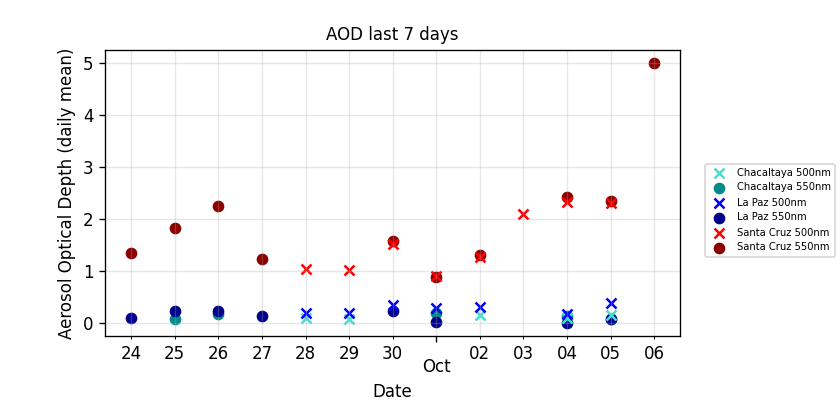 AOD last 7 days
Aerosol Optical Depth (daily mean)
5
4
3
2
1
0
24 25 26 27 28 29 30 Oct 02 03 04 05 06
Date
Chacaltaya 500nm
Chacaltaya 550nm
La Paz 500nm
La Paz 550nm
Santa Cruz 500nm
Santa Cruz 550nm